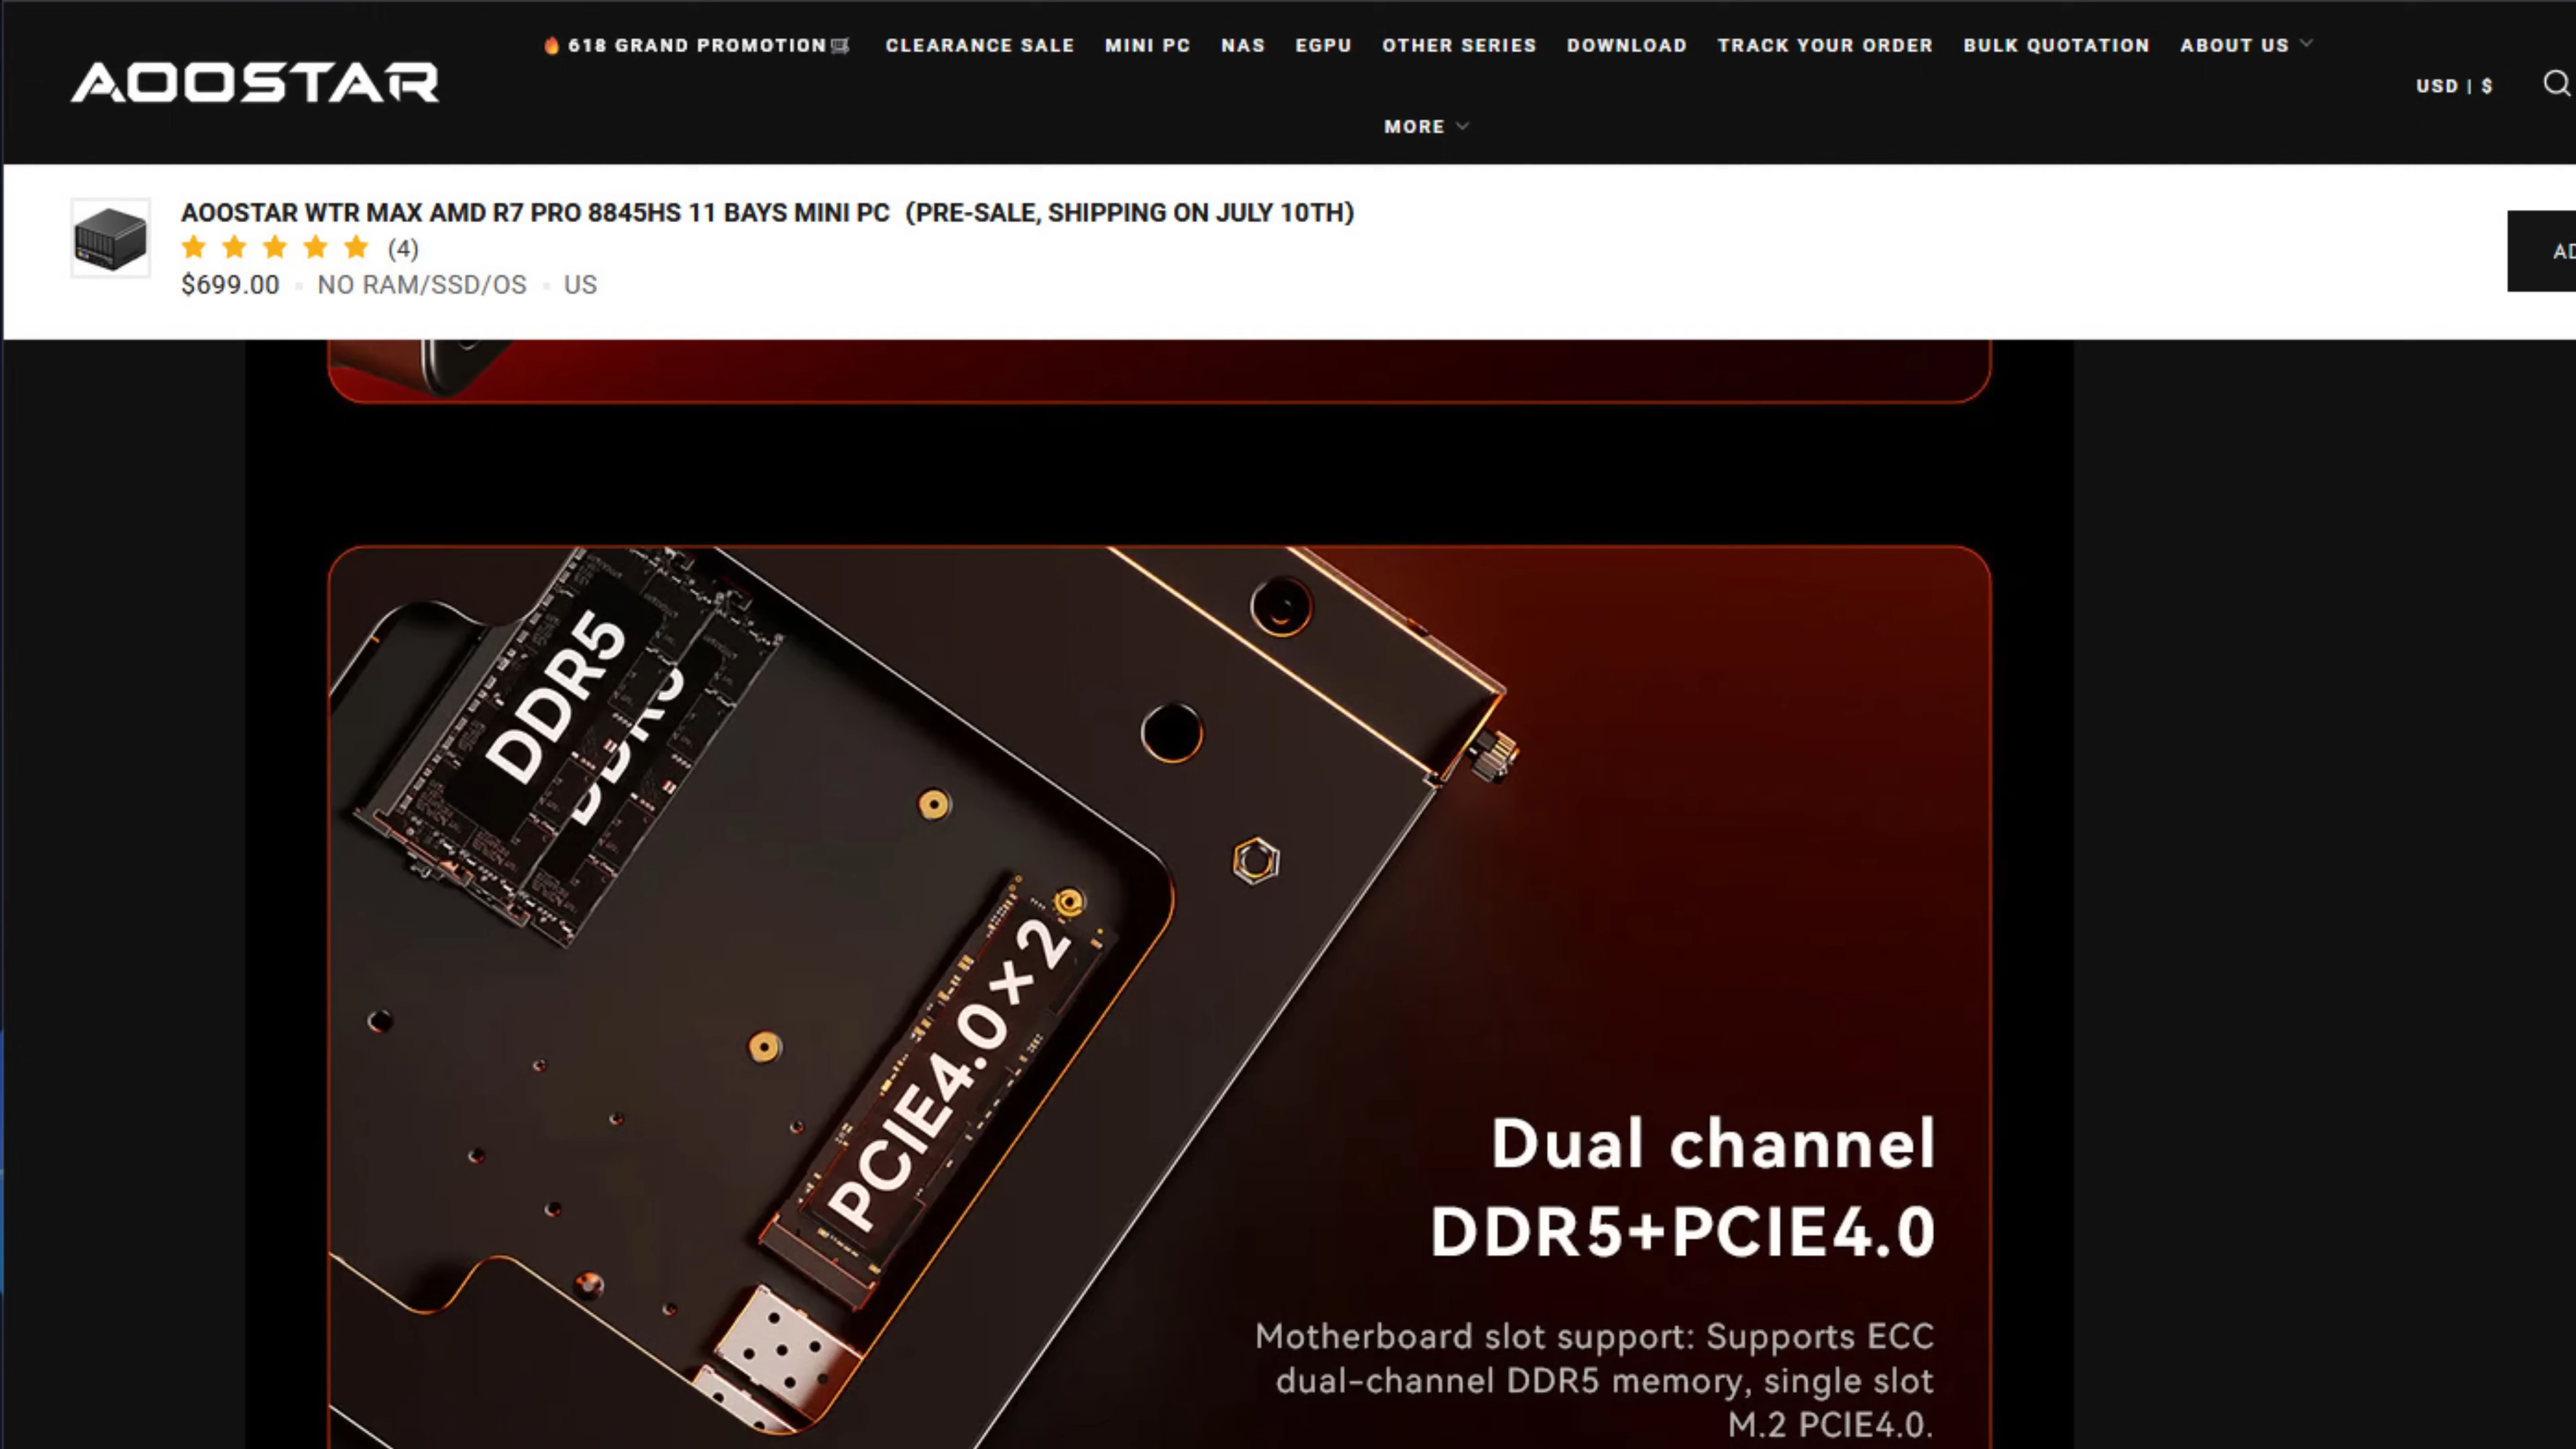 AOOSTAR
🔥 618 GRAND PROMOTION🛒 CLEARANCE SALE MINI PC NAS EGPU OTHER SERIES DOWNLOAD TRACK YOUR ORDER BULK QUOTATION ABOUT US
USD | $
MORE
AOOSTAR WTR MAX AMD R7 PRO 8845HS 11 BAYS MINI PC (PRE-SALE, SHIPPING ON JULY 10TH)
(4)
$699.00 NO RAM/SSD/OS US
DDR5
DDR5
PCIE4.0×2
Dual channel
DDR5+PCIE4.0
Motherboard slot support: Supports ECC
dual-channel DDR5 memory, single slot
M.2 PCIE4.0.